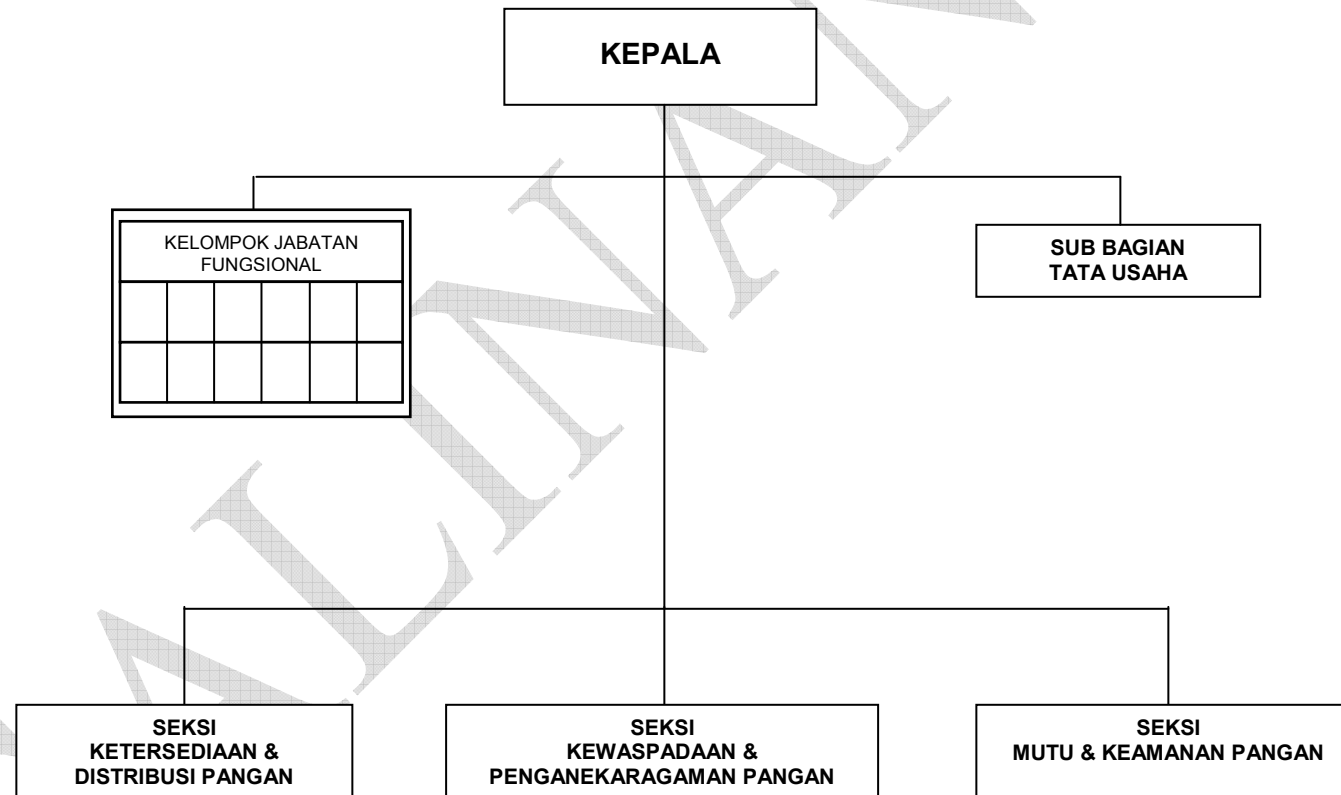 KEPALA
KELOMPOK JABATAN
FUNGSIONAL
SUB BAGIAN
TATA USAHA
SEKSI
KETERSEDIAAN &
DISTRIBUSI PANGAN
SEKSI
KEWASPADAAN &
PENGANEKARAGAMAN PANGAN
SEKSI
MUTU & KEAMANAN PANGAN
ALINAN